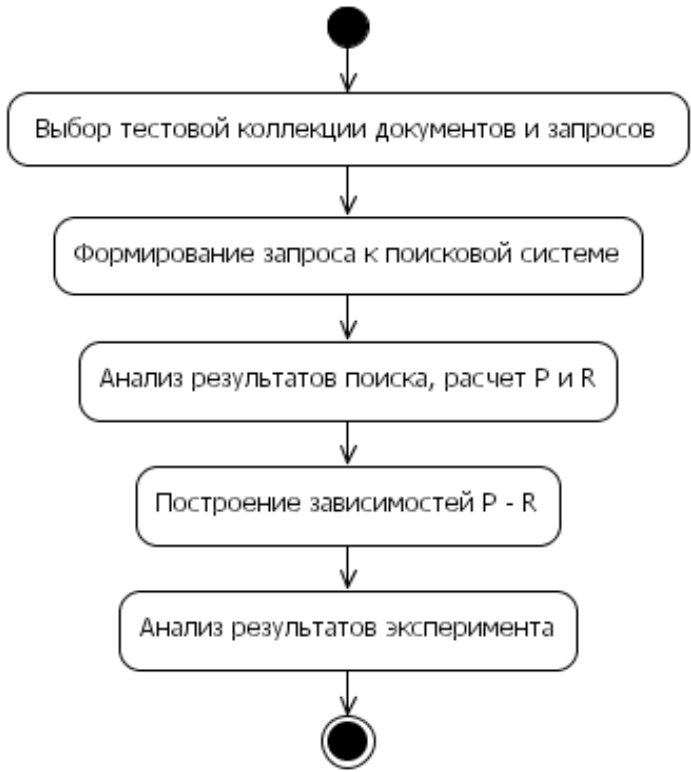 Выбор тестовой коллекции документов и запросов
Формирование запроса к поисковой системе
Анализ результатов поиска, расчет P и R
Построение зависимостей P - R
Анализ результатов эксперимента